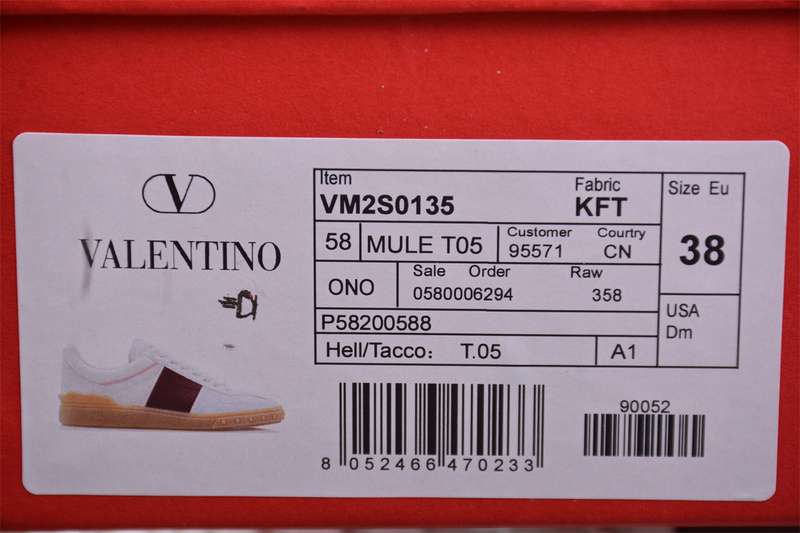 V
VALENTINO
Item
Fabric
VM2S0135
KFT
58
MULE T05
Customer
Courtry
95571
CN
ONO
Sale Order
Raw
0580006294
358
P58200588
Hell/Tacco: T.05
A1
Size Eu
38
USA
Dm
8 052466 470233
90052